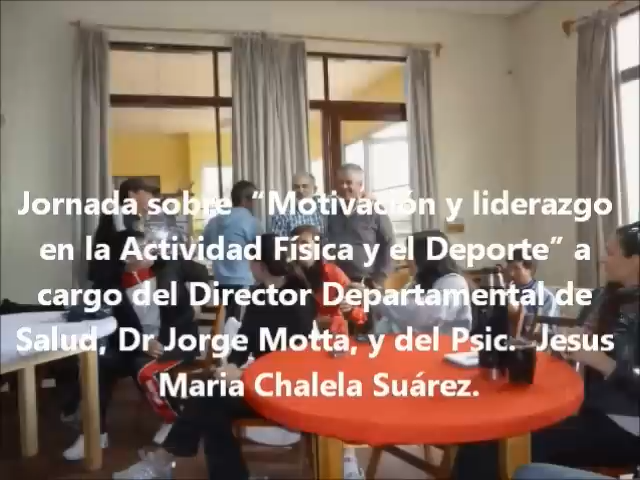 Jornada sobre “Motivación y liderazgo
en la Actividad Física y el Deporte” a
cargo del Director Departamental de
Salud, Dr Jorge Motta, y del Psic. Jesus
Maria Chalela Suárez.